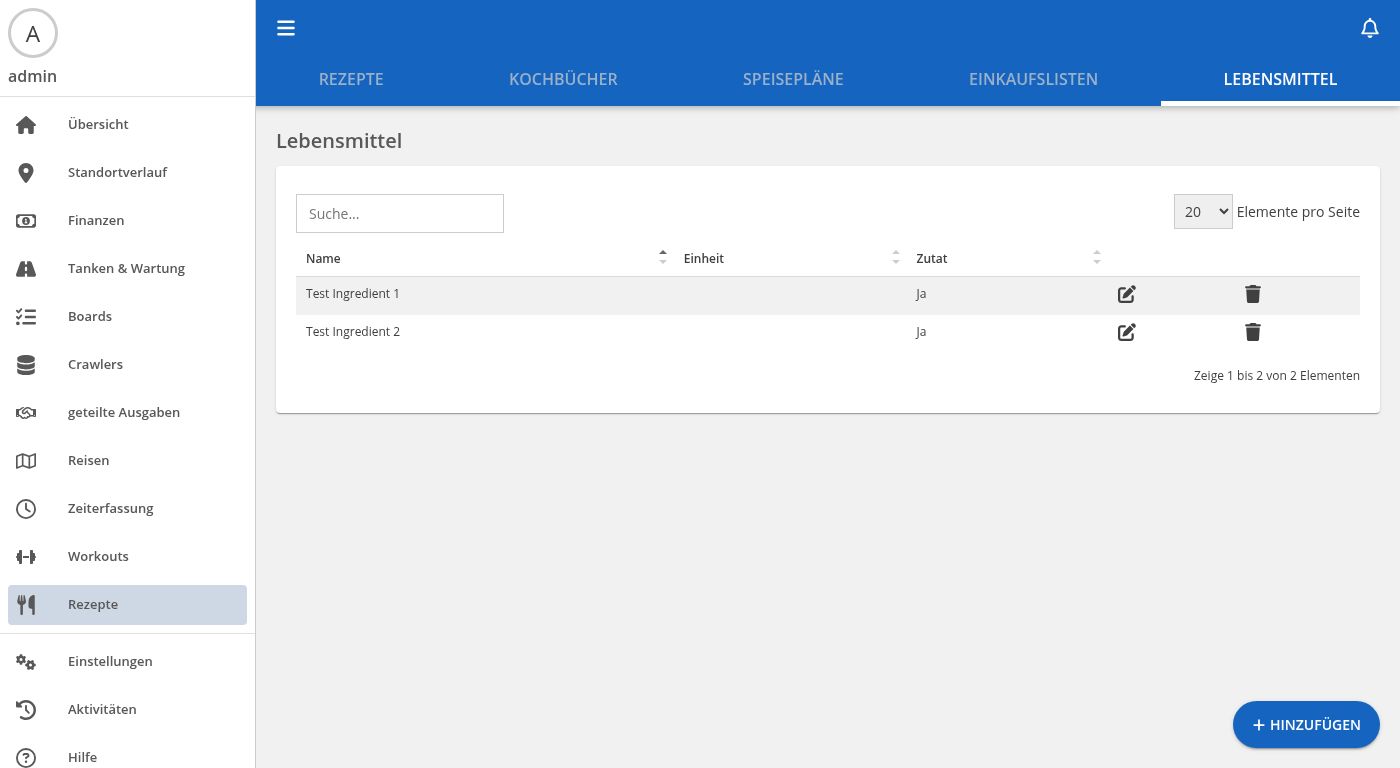 A
admin
Übersicht
Standortverlauf
Finanzen
Tanken & Wartung
Boards
Crawlers
geteilte Ausgaben
Reisen
Zeiterfassung
Workouts
Rezepte
Einstellungen
Aktivitäten
Hilfe
REZEPTE KOCHBÜCHER SPEISEPLÄNE EINKAUFSLISTEN LEBENSMITTEL
Lebensmittel
Suche... 20 Elemente pro Seite
Name Einheit Zutat
Test Ingredient 1 Ja
Test Ingredient 2 Ja
Zeige 1 bis 2 von 2 Elementen
+ HINZUFÜGEN